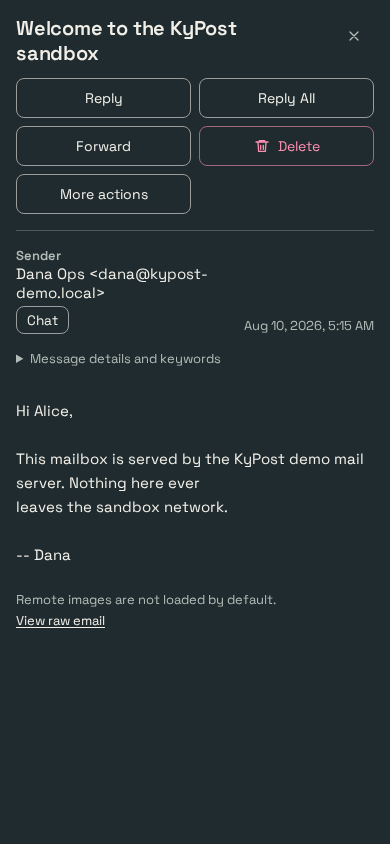 Welcome to the KyPost
sandbox
Reply
Reply All
Forward
Delete
More actions
Sender
Dana Ops <dana@kypost-
demo.local>
Chat
Aug 10, 2026, 5:15 AM
Message details and keywords
Hi Alice,
This mailbox is served by the KyPost demo mail
server. Nothing here ever
leaves the sandbox network.
-- Dana
Remote images are not loaded by default.
View raw email